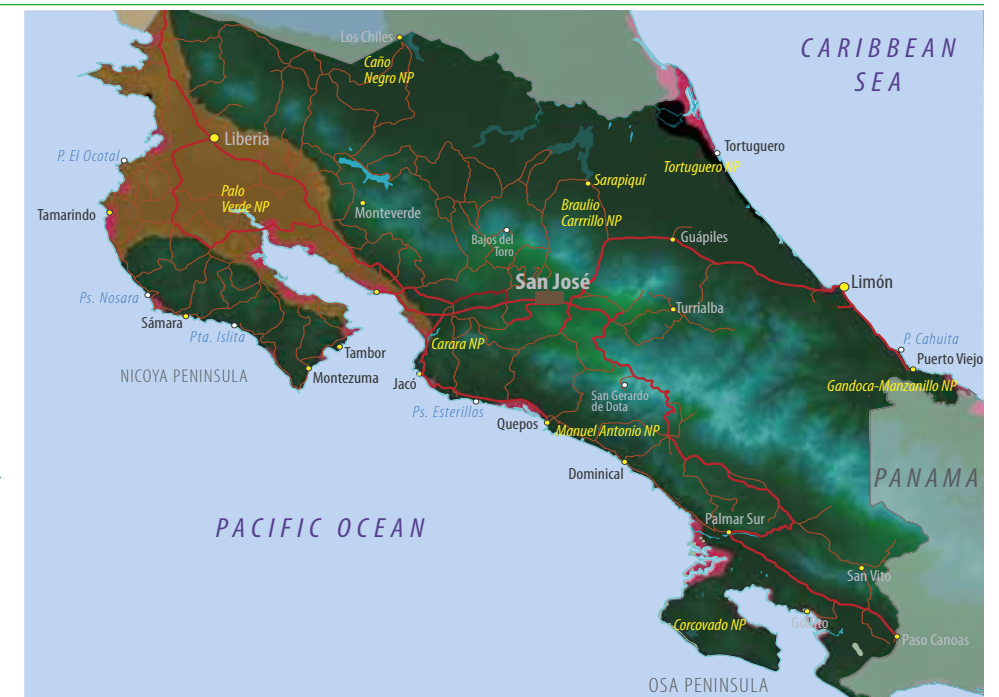 Los Chiles
Caño
Negro NP
CARIBBEAN
SEA
Liberia
Tortuguero
P. El Ocotal
Tortuguero NP
Sarapiquí
Palo
Verde NP
Braulio
Carrrillo NP
Tamarindo
Monteverde
Bajos del
Toro
Guápiles
San José
Limón
Ps. Nosara
Turrialba
Sámara
Pta. Islita
Carara NP
P. Cahuita
Tambor
Puerto Viejo
NICOYA PENINSULA
Montezuma
Jacó
Gandoca-Manzanillo NP
San Gerardo
de Dota
Ps. Esterillos
Quepos
Manuel Antonio NP
Dominical
PANAMA
PACIFIC OCEAN
Palmar Sur
San Vito
Golfito
Corcovado NP
Paso Canoas
OSA PENINSULA